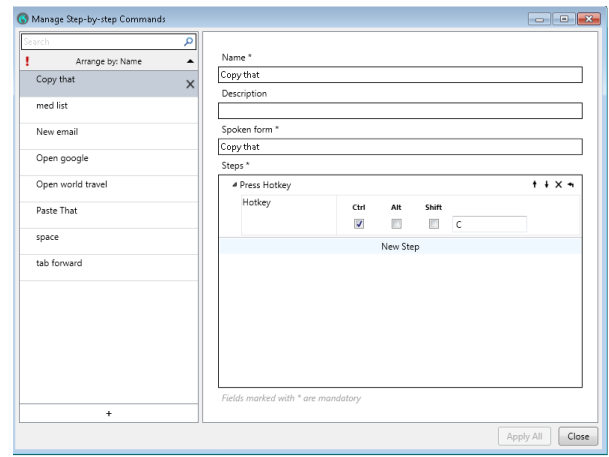 Manage Step-by-step Commands
Search
! Arrange by: Name
Copy that
med list
New email
Open google
Open world travel
Paste That
space
tab forward
+
Name *
Copy that
Description
Spoken form *
Copy that
Steps *
Press Hotkey
Hotkey Ctrl Alt Shift
C
New Step
Fields marked with * are mandatory
Apply All Close